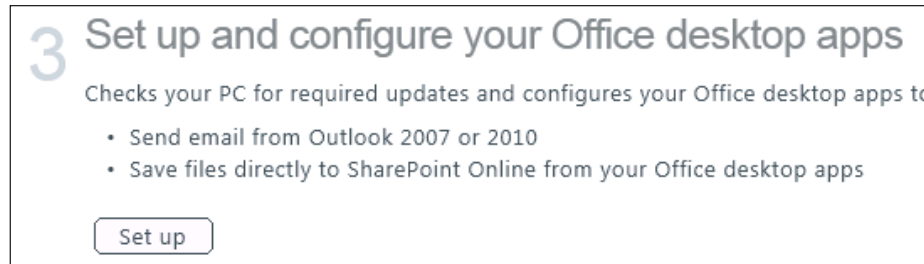 3 Set up and configure your Office desktop apps
Checks your PC for required updates and configures your Office desktop apps
• Send email from Outlook 2007 or 2010
• Save files directly to SharePoint Online from your Office desktop apps
Set up